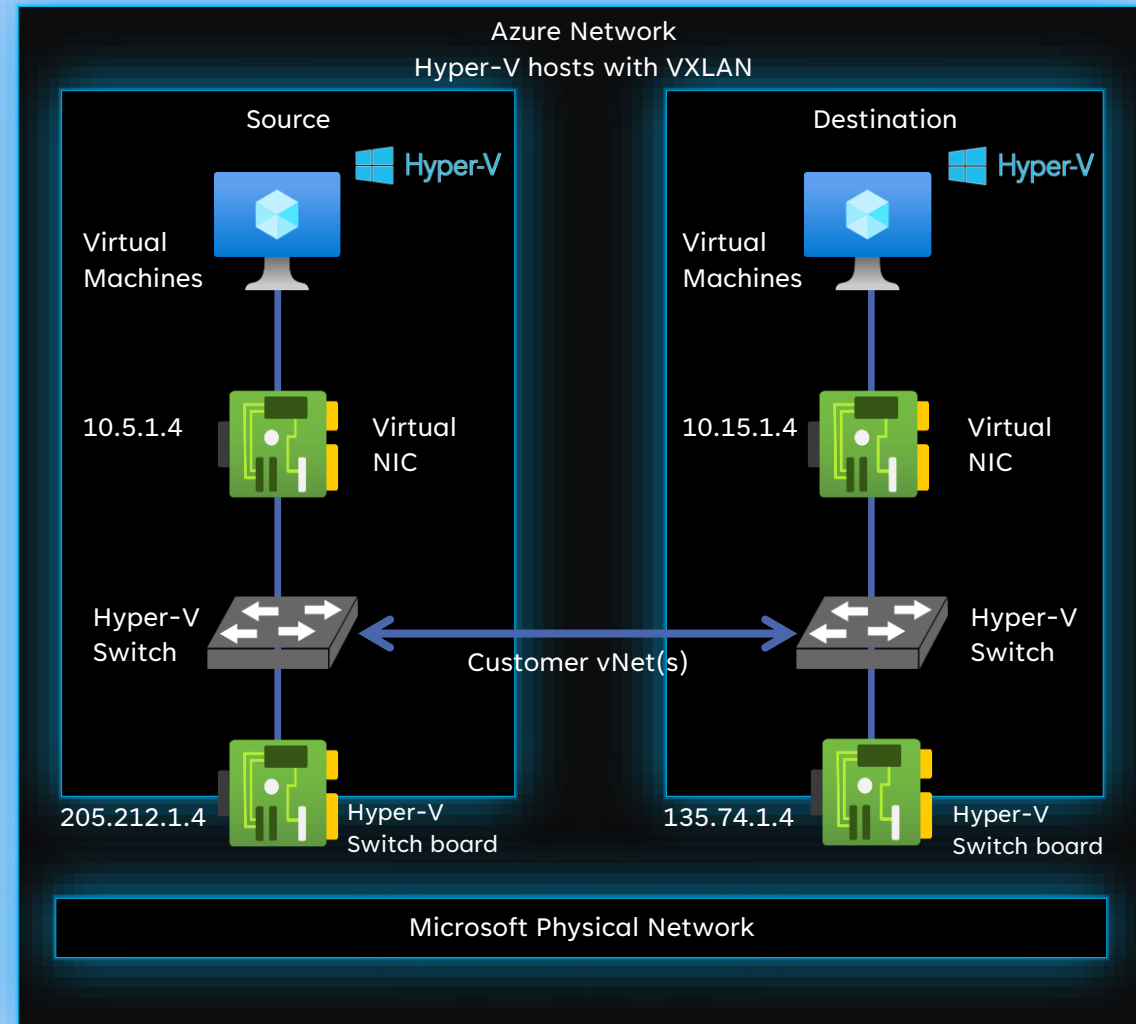 Azure Network
Hyper-V hosts with VXLAN
Source
Hyper-V
Virtual
Machines
10.5.1.4
Virtual
NIC
Hyper-V
Switch
205.212.1.4
Hyper-V
Switch board
Customer vNet(s)
Destination
Hyper-V
Virtual
Machines
10.15.1.4
Virtual
NIC
Hyper-V
Switch
135.74.1.4
Hyper-V
Switch board
Microsoft Physical Network